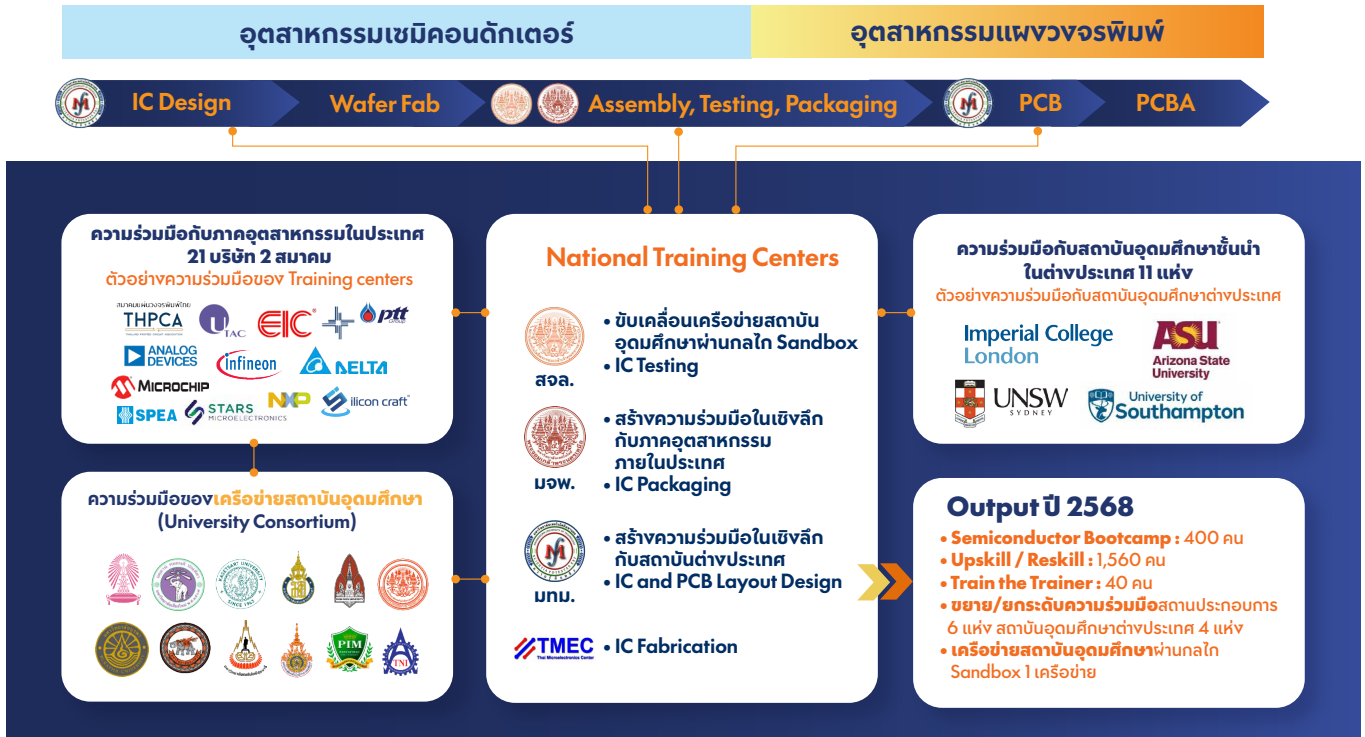 อุตสาหกรรมเซมิคอนดักเตอร์
อุตสาหกรรมแผงวงจรพิมพ์
IC Design
Wafer Fab
Assembly, Testing, Packaging
PCB
PCBA
ความร่วมมือกับภาคอุตสาหกรรมในประเทศ
21 บริษัท 2 สมาคม
ตัวอย่างความร่วมมือของ Training centers
สมาคมแผ่นวงจรพิมพ์ไทย
THPCA
UTAC
EIC
ptt
Group
ANALOG
DEVICES
infineon
DELTA
MICROCHIP
SPEA
STARS
MICROELECTRONICS
NXP
silicon craft
ความร่วมมือของเครือข่ายสถาบันอุดมศึกษา
(University Consortium)
KASETSART UNIVERSITY
SINCE 1943
PIM
TNI
National Training Centers
สจล.
• ขับเคลื่อนเครือข่ายสถาบัน
อุดมศึกษาผ่านกลไก Sandbox
• IC Testing
มจพ.
• สร้างความร่วมมือในเชิงลึก
กับภาคอุตสาหกรรม
ภายในประเทศ
• IC Packaging
มทม.
• สร้างความร่วมมือในเชิงลึก
กับสถาบันต่างประเทศ
• IC and PCB Layout Design
TMEC
Thai Microelectronics Center
• IC Fabrication
ความร่วมมือกับสถาบันอุดมศึกษาชั้นนำ
ในต่างประเทศ 11 แห่ง
ตัวอย่างความร่วมมือกับสถาบันอุดมศึกษาต่างประเทศ
Imperial College
London
ASU
Arizona State
University
UNSW
SYDNEY
University of
Southampton
Output ปี 2568
• Semiconductor Bootcamp : 400 คน
• Upskill / Reskill : 1,560 คน
• Train the Trainer : 40 คน
• ขยาย/ยกระดับความร่วมมือสถานประกอบการ
6 แห่ง สถาบันอุดมศึกษาต่างประเทศ 4 แห่ง
• เครือข่ายสถาบันอุดมศึกษาผ่านกลไก
Sandbox 1 เครือข่าย